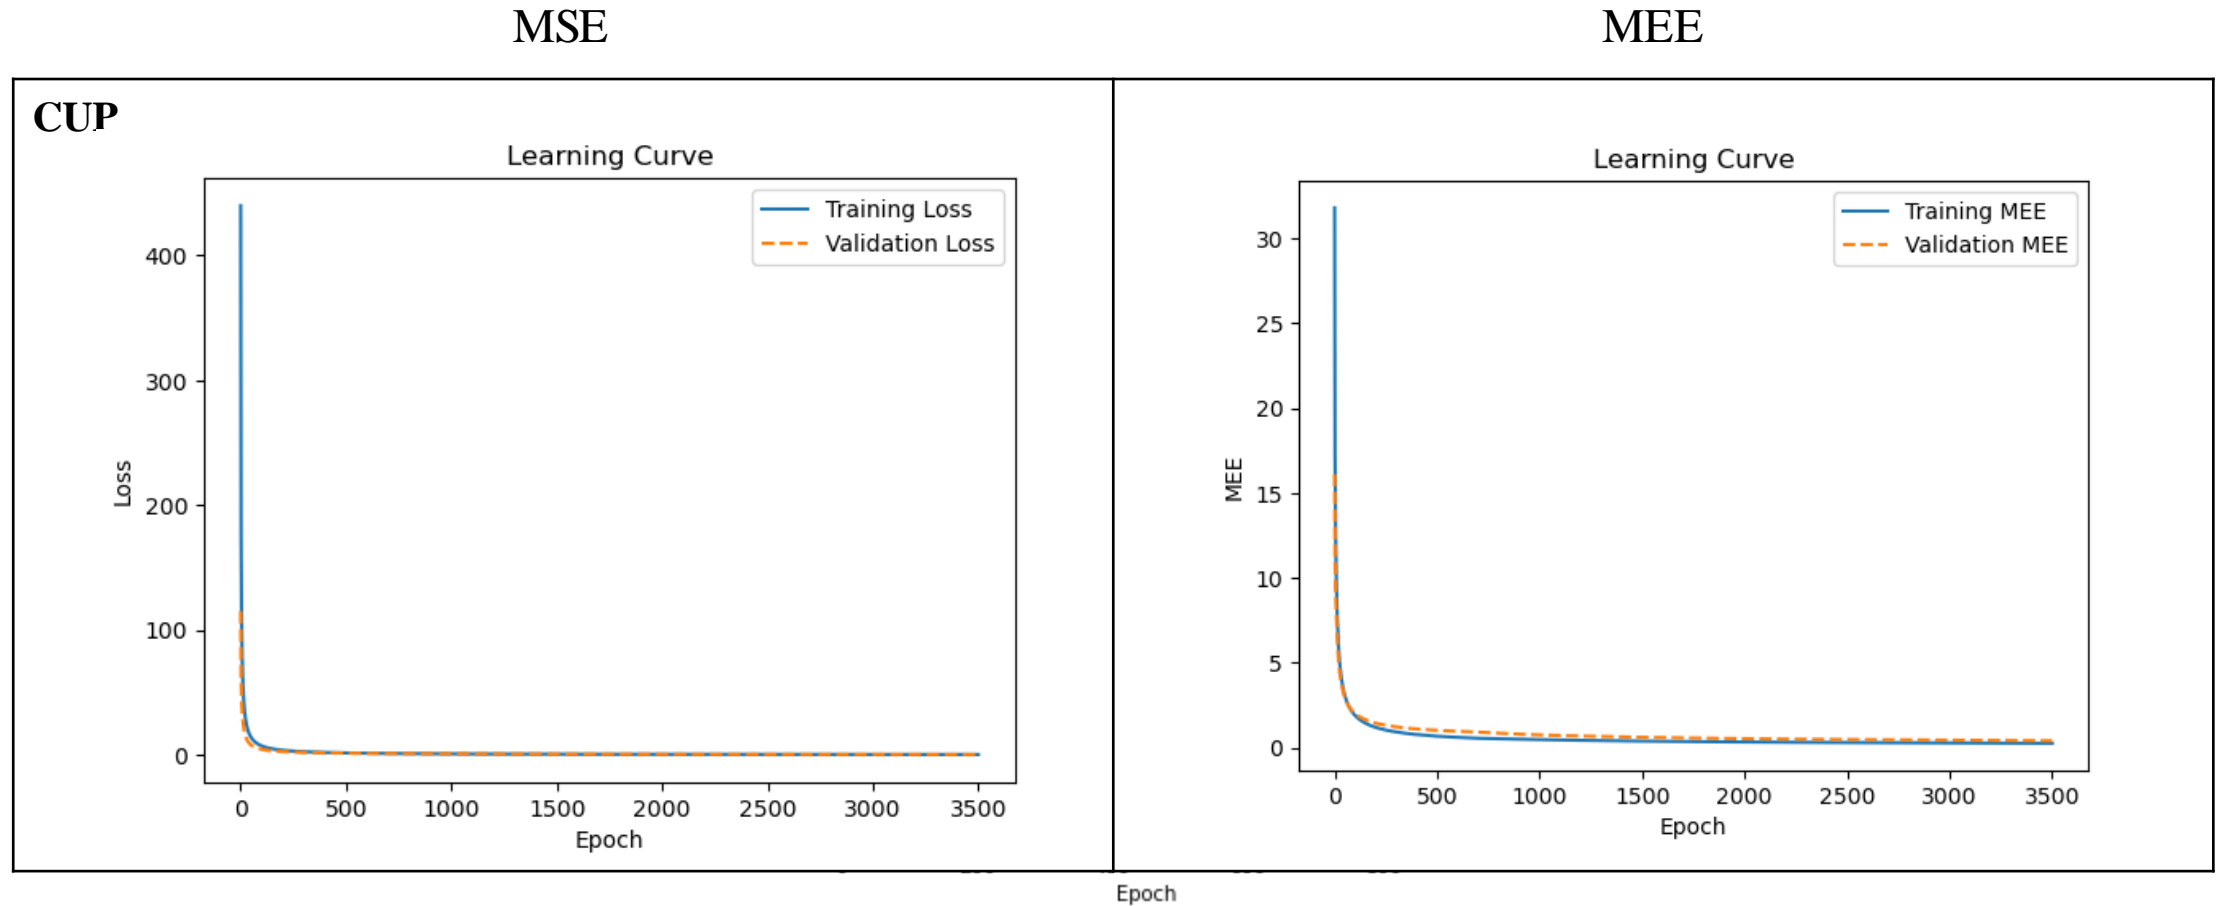 MSE
MEE
CUP
Learning Curve
Training Loss
Validation Loss
400
300
200
100
0
Loss
0 500 1000 1500 2000 2500 3000 3500
Epoch
Learning Curve
Training MEE
Validation MEE
30
25
20
15
10
5
0
MEE
0 500 1000 1500 2000 2500 3000 3500
Epoch
Epoch